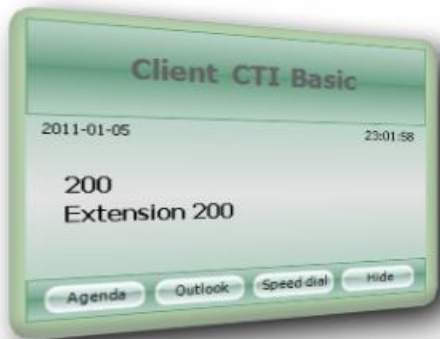 Client CTI Basic
2011-01-05 23:01:58
200
Extension 200
Agenda Outlook Speed dial Hide